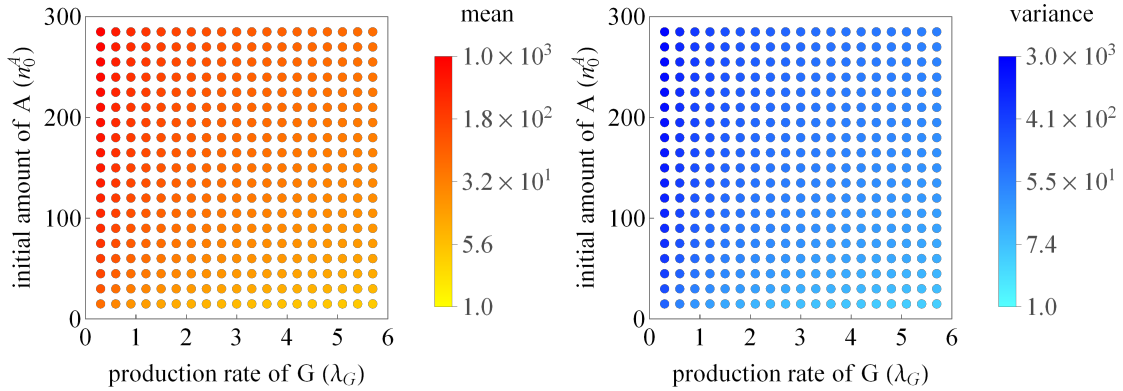 mean
300
200
100
0
0 1 2 3 4 5 6
initial amount of A (n₀ᴬ)
production rate of G (λ_G)
1.0 × 10³
1.8 × 10²
3.2 × 10¹
5.6
1.0
variance
300
200
100
0
0 1 2 3 4 5 6
initial amount of A (n₀ᴬ)
production rate of G (λ_G)
3.0 × 10³
4.1 × 10²
5.5 × 10¹
7.4
1.0